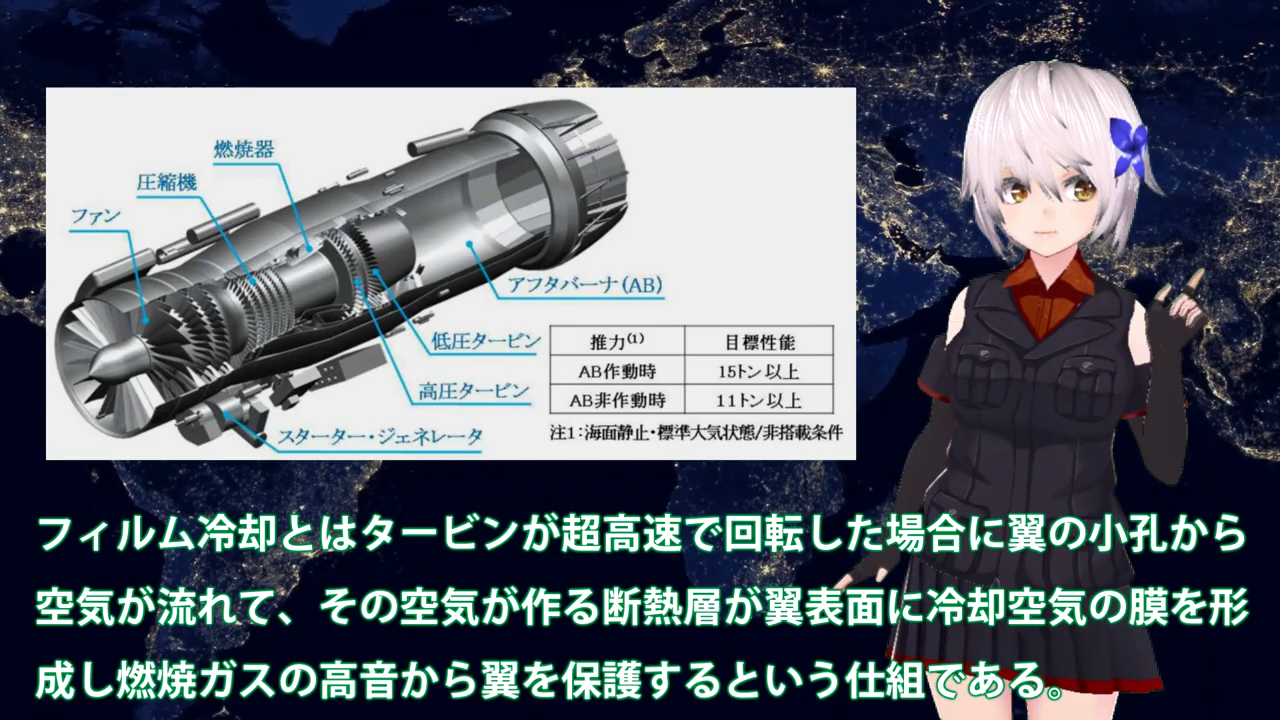 燃焼器
圧縮機
ファン
アフタバーナ(AB)
低圧タービン
高圧タービン
スターター・ジェネレータ
推力(1) 目標性能
AB作動時 15トン以上
AB非作動時 11トン以上
注1:海面静止・標準大気状態/非搭載条件
フィルム冷却とはタービンが超高速で回転した場合に翼の小孔から
空気が流れて、その空気が作る断熱層が翼表面に冷却空気の膜を形
成し燃焼ガスの高音から翼を保護するという仕組である。